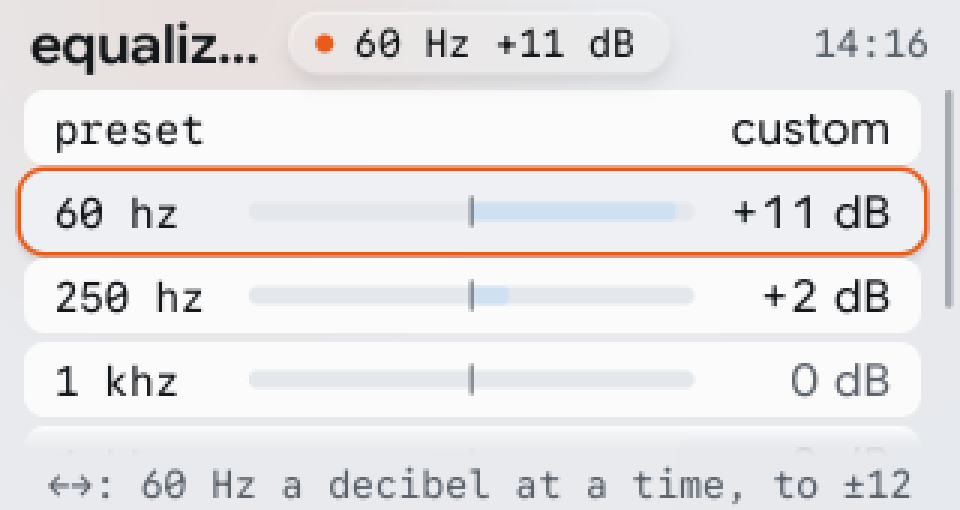 equaliz...
60 Hz +11 dB
14:16
preset custom
60 hz +11 dB
250 hz +2 dB
1 khz 0 dB
↔: 60 Hz a decibel at a time, to ±12